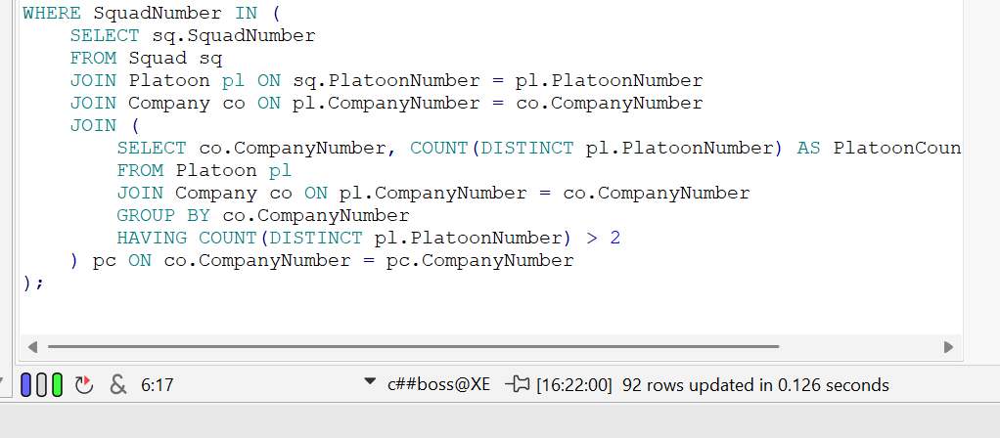 WHERE SquadNumber IN (
SELECT sq.SquadNumber
FROM Squad sq
JOIN Platoon pl ON sq.PlatoonNumber = pl.PlatoonNumber
JOIN Company co ON pl.CompanyNumber = co.CompanyNumber
JOIN (
SELECT co.CompanyNumber, COUNT(DISTINCT pl.PlatoonNumber) AS PlatoonCoun
FROM Platoon pl
JOIN Company co ON pl.CompanyNumber = co.CompanyNumber
GROUP BY co.CompanyNumber
HAVING COUNT(DISTINCT pl.PlatoonNumber) > 2
) pc ON co.CompanyNumber = pc.CompanyNumber
);
& 6:17 c##boss@XE [16:22:00] 92 rows updated in 0.126 seconds